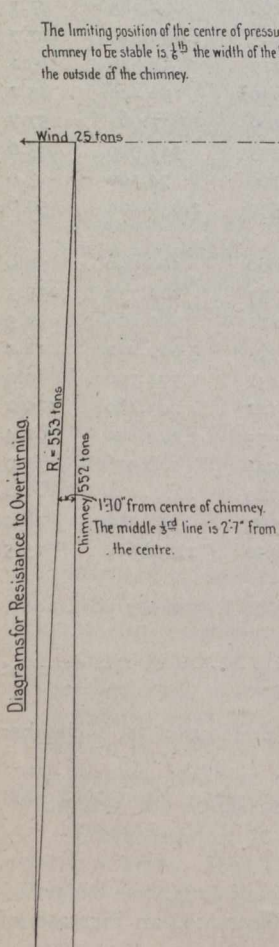 The limiting position of the centre of pressu
chimney to be stable is ⅙th the width of the
the outside of the chimney.
Wind 25 tons
R = 553 tons
Chimney 552 tons
1'-10" from centre of chimney.
The middle ⅓rd line is 2'-7" from
the centre.
Diagrams for Resistance to Overturning.